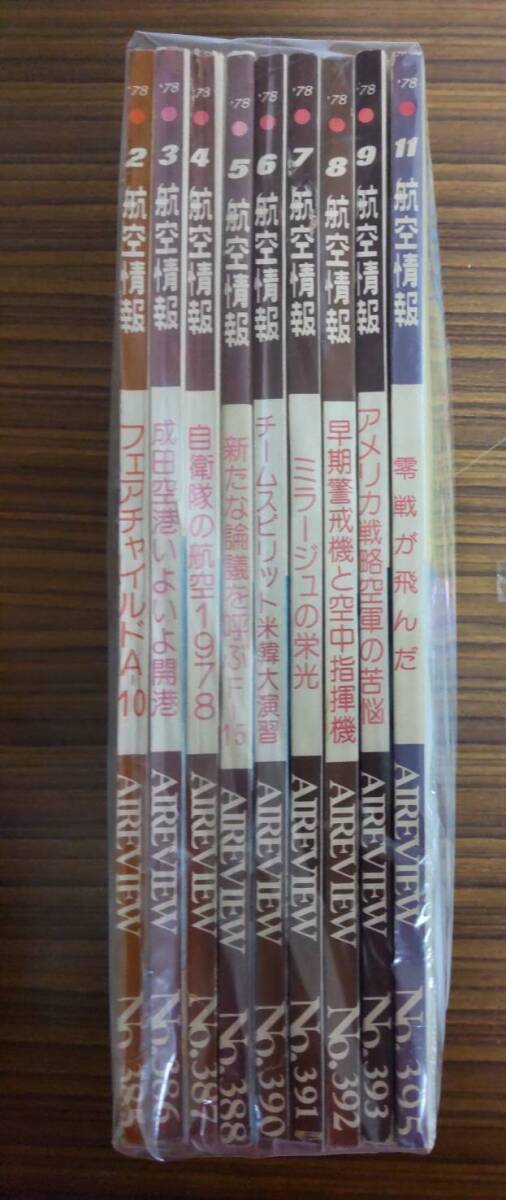 '78 2 航空情報 フェアチャイルドA-10 AIREVIEW No.385
'78 3 航空情報 成田空港いよいよ開港 AIREVIEW No.386
'78 4 航空情報 自衛隊の航空1978 AIREVIEW No.387
'78 5 航空情報 新たな論議を呼ぶF-15 AIREVIEW No.388
'78 6 航空情報 チームスピリット米韓大演習 AIREVIEW No.390
'78 7 航空情報 ミラージュの栄光 AIREVIEW No.391
'78 8 航空情報 早期警戒機と空中指揮機 AIREVIEW No.392
'78 9 航空情報 アメリカ戦略空軍の苦悩 AIREVIEW No.393
'78 11 航空情報 零戦が飛んだ AIREVIEW No.395